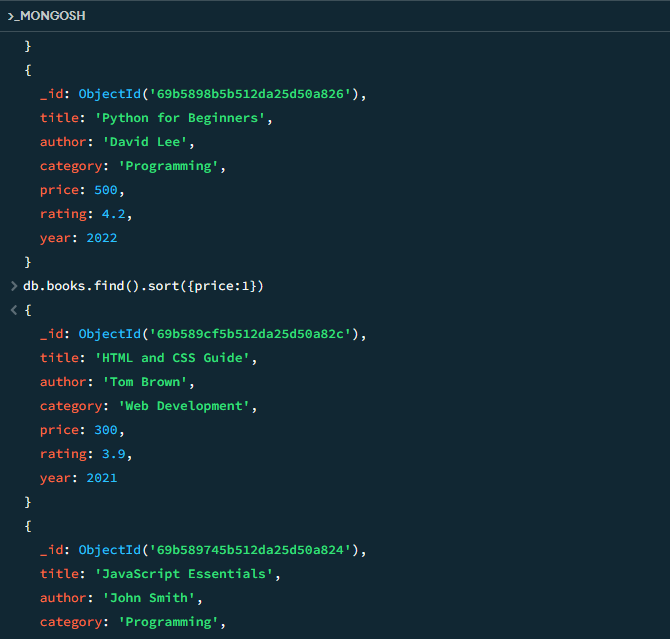 >_MONGOSH
}
{
_id: ObjectId('69b5898b5b512da25d50a826'),
title: 'Python for Beginners',
author: 'David Lee',
category: 'Programming',
price: 500,
rating: 4.2,
year: 2022
}
> db.books.find().sort({price:1})
< {
_id: ObjectId('69b589cf5b512da25d50a82c'),
title: 'HTML and CSS Guide',
author: 'Tom Brown',
category: 'Web Development',
price: 300,
rating: 3.9,
year: 2021
}
{
_id: ObjectId('69b589745b512da25d50a824'),
title: 'JavaScript Essentials',
author: 'John Smith',
category: 'Programming',